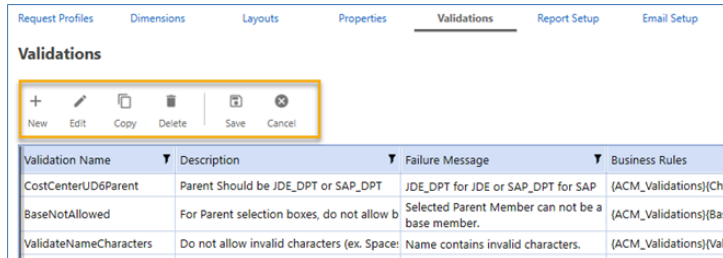 Request Profiles Dimensions Layouts Properties Validations Report Setup Email Setup
Validations
New Edit Copy Delete Save Cancel
Validation Name Description Failure Message Business Rules
CostCenterUD6Parent Parent Should be JDE_DPT or SAP_DPT JDE_DPT for JDE or SAP_DPT for SAP {ACM_Validations}{Ch
BaseNotAllowed For Parent selection boxes, do not allow b Selected Parent Member can not be a {ACM_Validations}{Ba
base member.
ValidateNameCharacters Do not allow invalid characters (ex. Space: Name contains invalid characters. {ACM_Validations}{Val